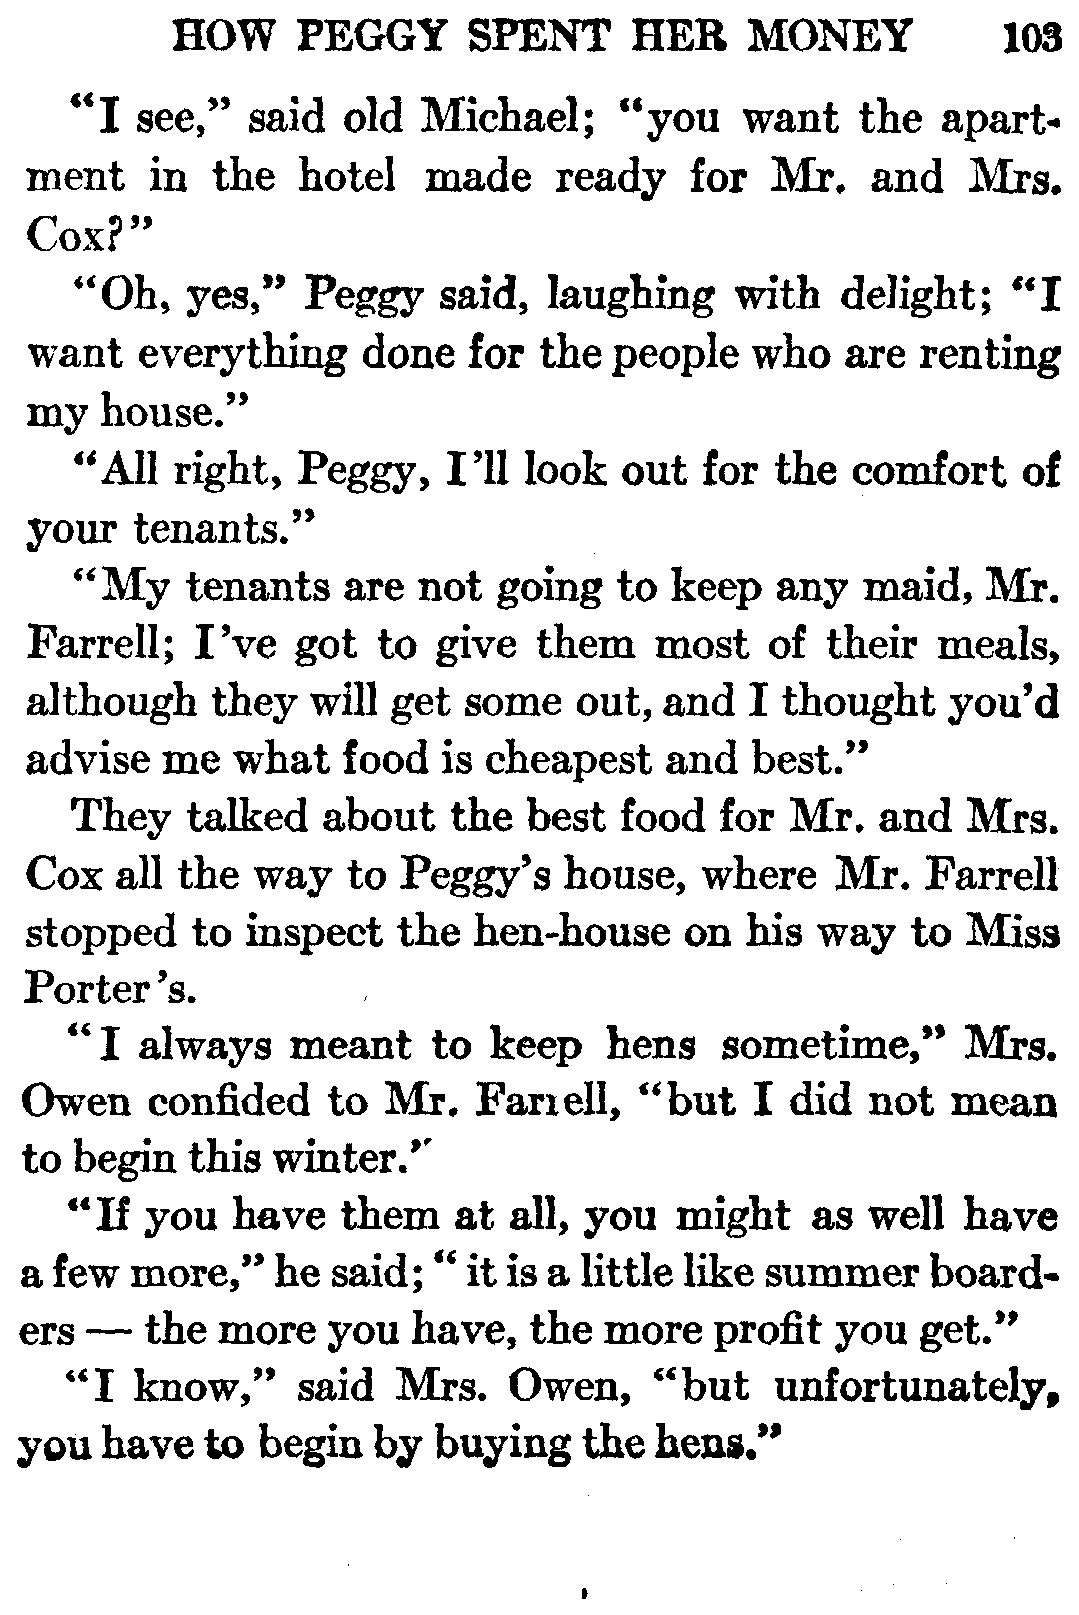 HOW PEGGY SPENT HER MONEY 103
"I see," said old Michael; "you want the apart-
ment in the hotel made ready for Mr. and Mrs.
Cox?"
"Oh, yes," Peggy said, laughing with delight; "I
want everything done for the people who are renting
my house."
"All right, Peggy, I'll look out for the comfort of
your tenants."
"My tenants are not going to keep any maid, Mr.
Farrell; I've got to give them most of their meals,
although they will get some out, and I thought you'd
advise me what food is cheapest and best."
They talked about the best food for Mr. and Mrs.
Cox all the way to Peggy's house, where Mr. Farrell
stopped to inspect the hen-house on his way to Miss
Porter's.
"I always meant to keep hens sometime," Mrs.
Owen confided to Mr. Farrell, "but I did not mean
to begin this winter."
"If you have them at all, you might as well have
a few more," he said; "it is a little like summer board-
ers — the more you have, the more profit you get."
"I know," said Mrs. Owen, "but unfortunately,
you have to begin by buying the hens."